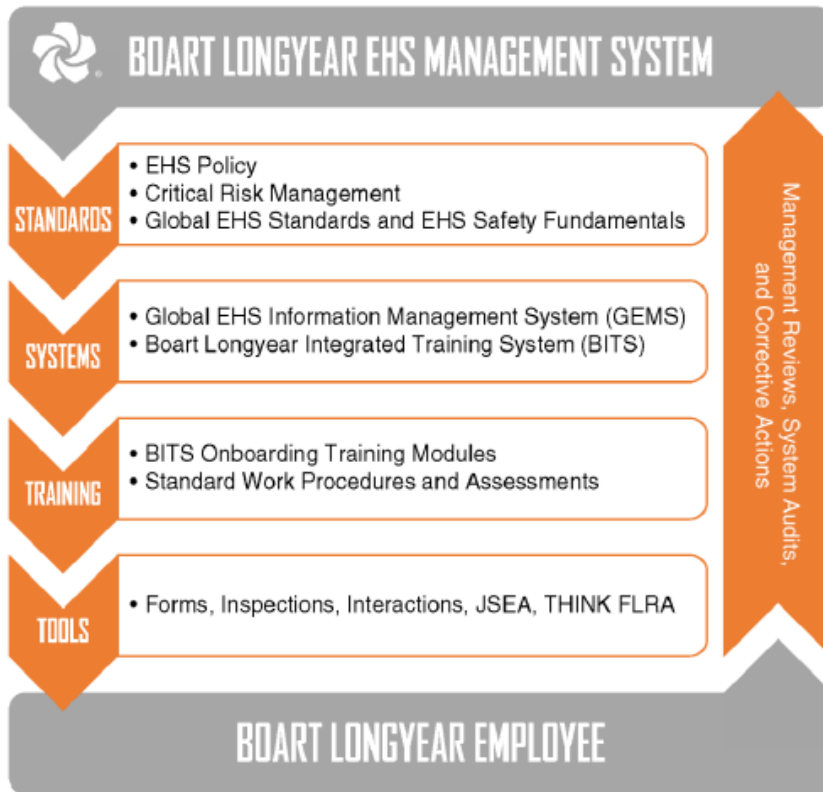 BOART LONGYEAR EHS MANAGEMENT SYSTEM
STANDARDS
• EHS Policy
• Critical Risk Management
• Global EHS Standards and EHS Safety Fundamentals
SYSTEMS
• Global EHS Information Management System (GEMS)
• Boart Longyear Integrated Training System (BITS)
TRAINING
• BITS Onboarding Training Modules
• Standard Work Procedures and Assessments
TOOLS
• Forms, Inspections, Interactions, JSEA, THINK FLRA
Management Reviews, System Audits,
and Corrective Actions
BOART LONGYEAR EMPLOYEE